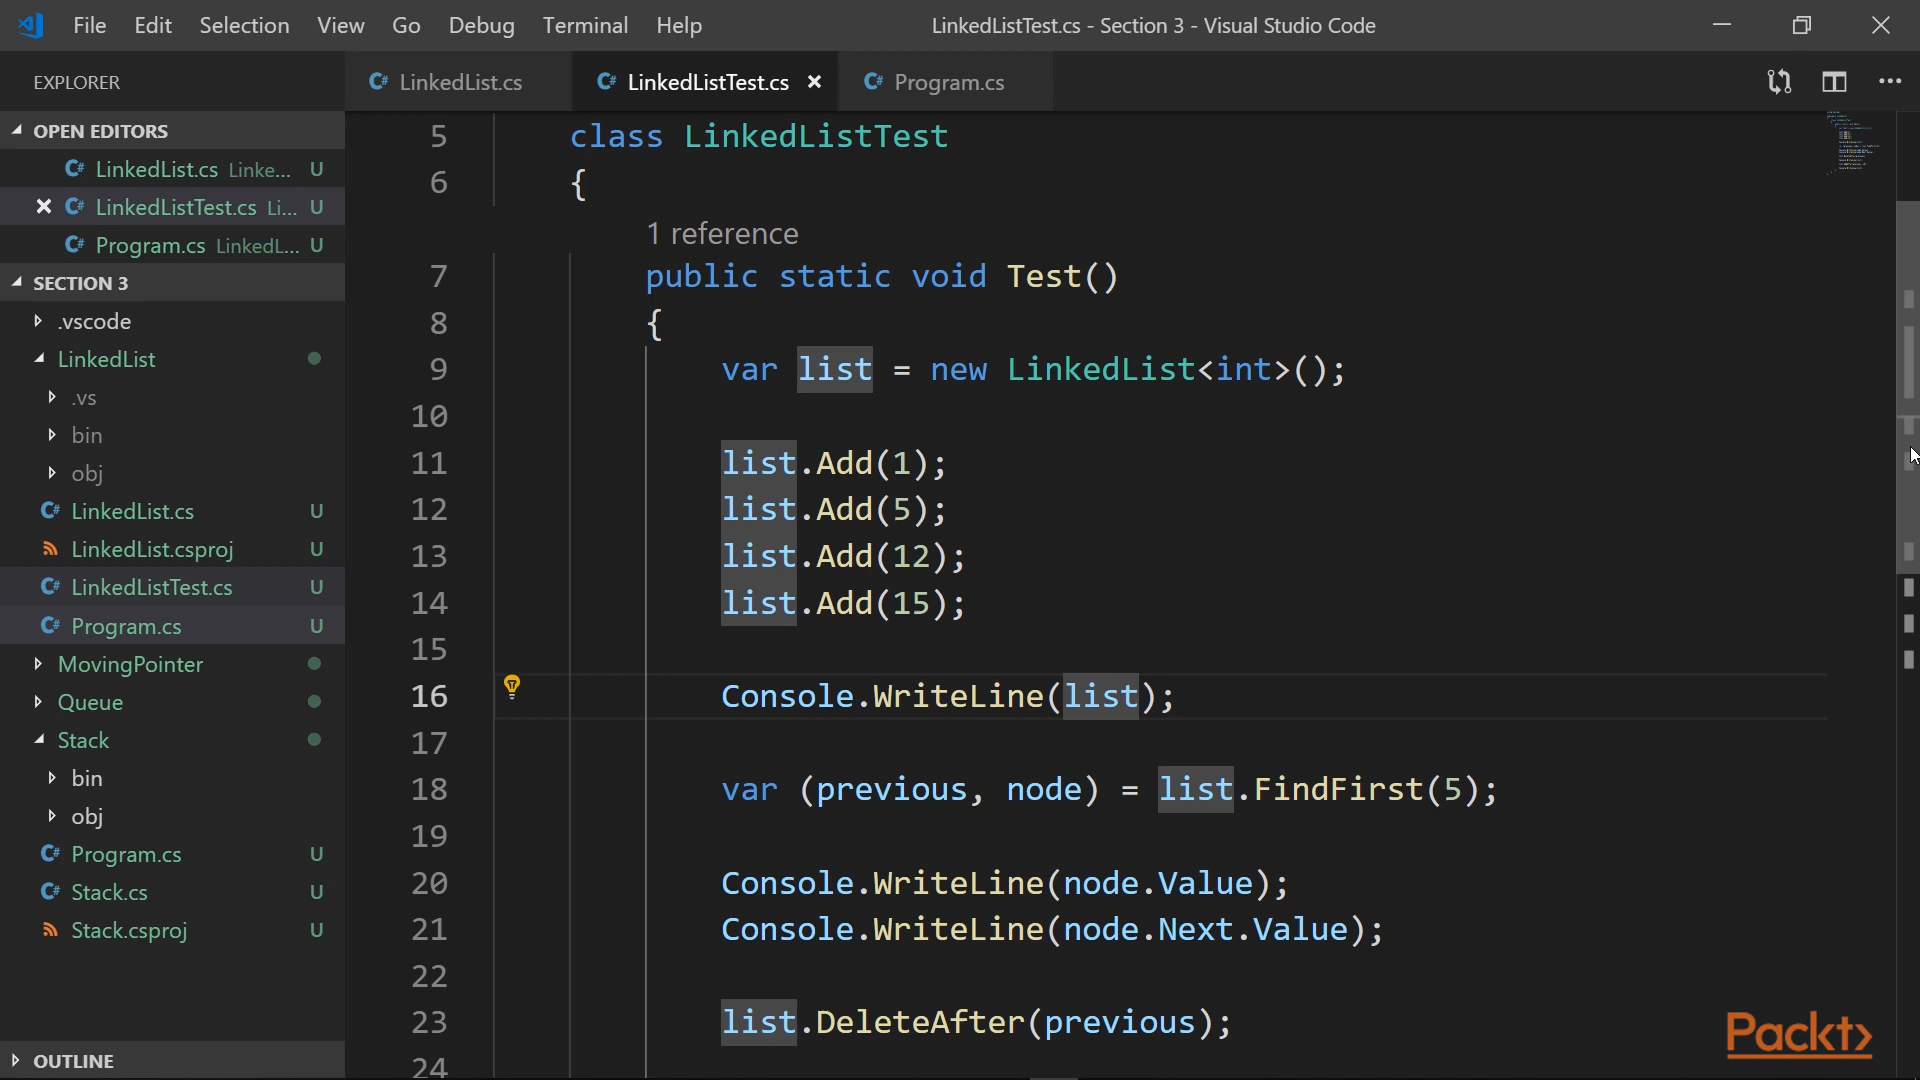 File Edit Selection View Go Debug Terminal Help LinkedListTest.cs - Section 3 - Visual Studio Code
EXPLORER
LinkedList.cs LinkedListTest.cs Program.cs
OPEN EDITORS
LinkedList.cs Linke... U
LinkedListTest.cs Li... U
Program.cs LinkedL... U
SECTION 3
.vscode
LinkedList
.vs
bin
obj
LinkedList.cs U
LinkedList.csproj U
LinkedListTest.cs U
Program.cs U
MovingPointer
Queue
Stack
bin
obj
Program.cs U
Stack.cs U
Stack.csproj U
OUTLINE
5 class LinkedListTest
6 {
1 reference
7 public static void Test()
8 {
9 var list = new LinkedList<int>();
10
11 list.Add(1);
12 list.Add(5);
13 list.Add(12);
14 list.Add(15);
15
16 Console.WriteLine(list);
17
18 var (previous, node) = list.FindFirst(5);
19
20 Console.WriteLine(node.Value);
21 Console.WriteLine(node.Next.Value);
22
23 list.DeleteAfter(previous);
24
Packt>